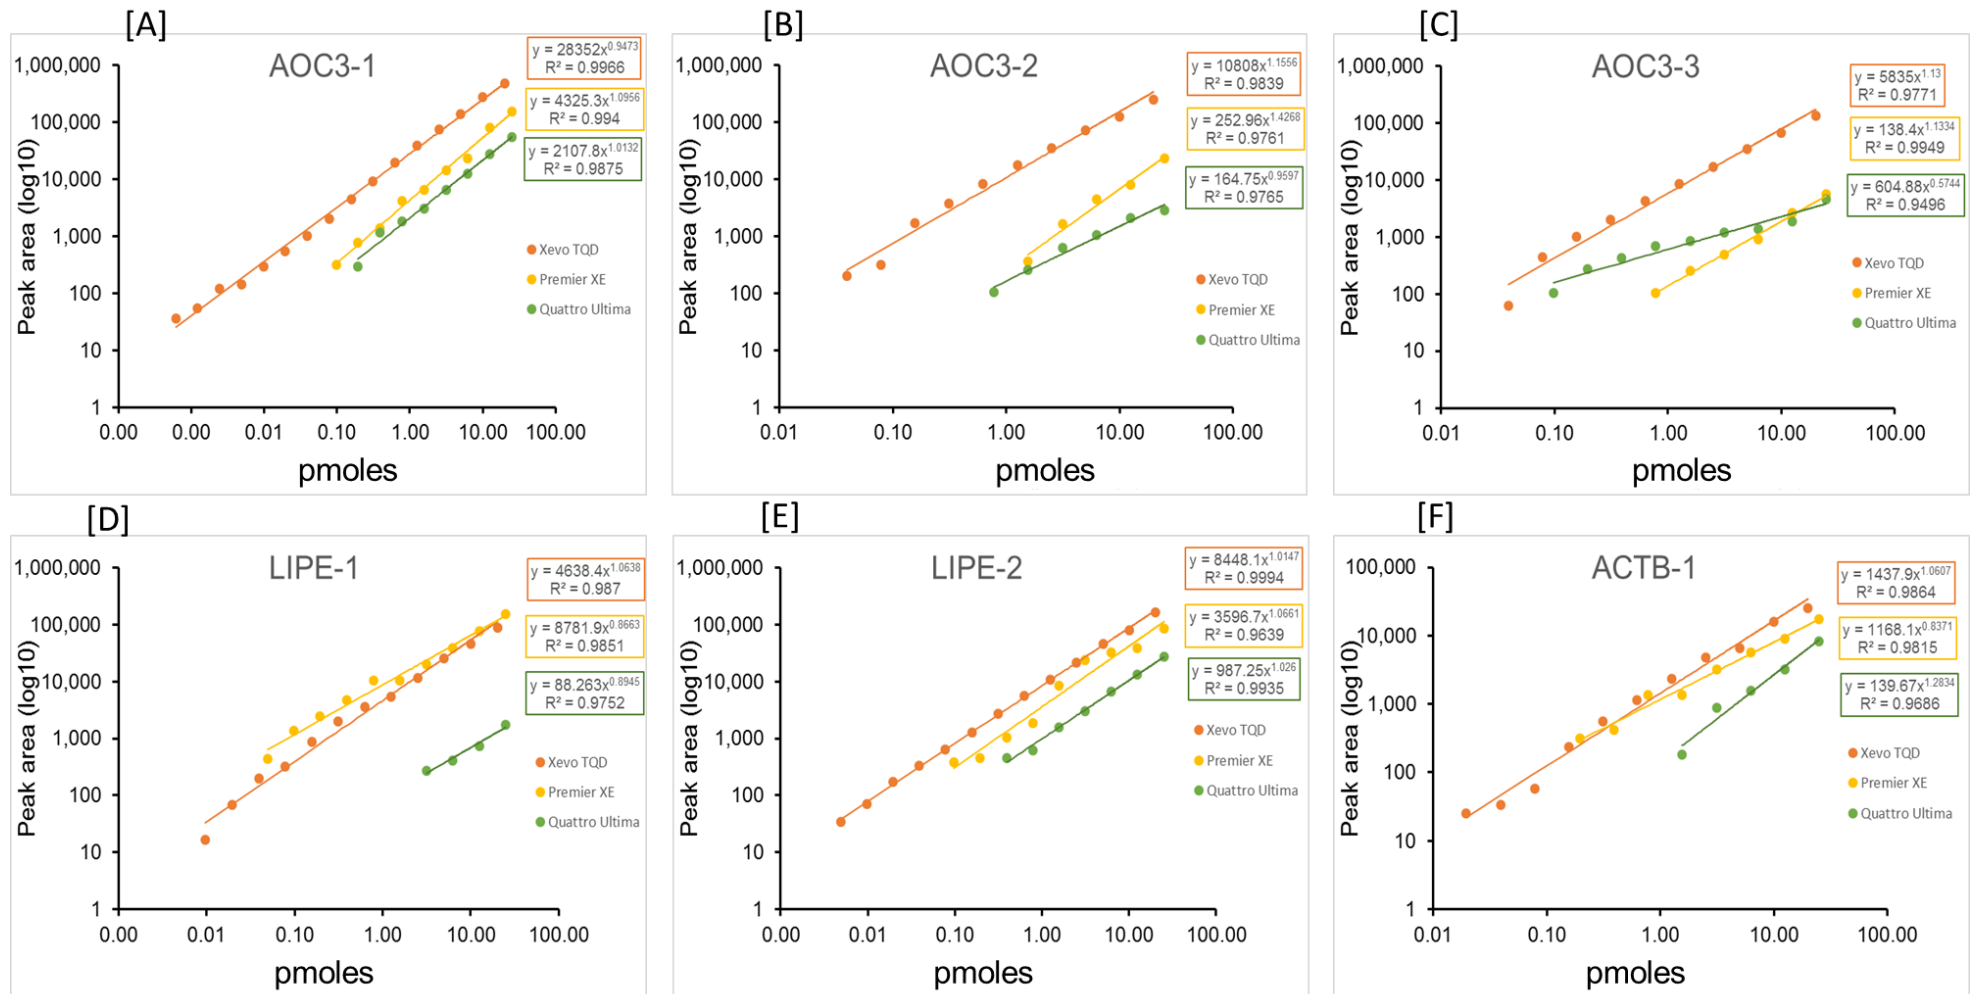 [A]
AOC3-1
y = 28352x^0.9473
R² = 0.9966
y = 4325.3x^1.0956
R² = 0.994
y = 2107.8x^1.0132
R² = 0.9875
Peak area (log10)
1,000,000
100,000
10,000
1,000
100
10
1
Xevo TQD
Premier XE
Quattro Ultima
0.00 0.00 0.01 0.10 1.00 10.00 100.00
pmoles
[B]
AOC3-2
y = 10808x^1.1556
R² = 0.9839
y = 252.96x^1.4268
R² = 0.9761
y = 164.75x^0.9597
R² = 0.9765
Peak area (log10)
1,000,000
100,000
10,000
1,000
100
10
1
Xevo TQD
Premier XE
Quattro Ultima
0.01 0.10 1.00 10.00 100.00
pmoles
[C]
AOC3-3
y = 5835x^1.13
R² = 0.9771
y = 138.4x^1.1334
R² = 0.9949
y = 604.88x^0.5744
R² = 0.9496
Peak area (log10)
1,000,000
100,000
10,000
1,000
100
10
1
Xevo TQD
Premier XE
Quattro Ultima
0.01 0.10 1.00 10.00 100.00
pmoles
[D]
LIPE-1
y = 4638.4x^1.0638
R² = 0.987
y = 8781.9x^0.8663
R² = 0.9851
y = 88.263x^0.8945
R² = 0.9752
Peak area (log10)
1,000,000
100,000
10,000
1,000
100
10
1
Xevo TQD
Premier XE
Quattro Ultima
0.00 0.01 0.10 1.00 10.00 100.00
pmoles
[E]
LIPE-2
y = 8448.1x^1.0147
R² = 0.9994
y = 3596.7x^1.0661
R² = 0.9639
y = 987.25x^1.026
R² = 0.9935
Peak area (log10)
1,000,000
100,000
10,000
1,000
100
10
1
Xevo TQD
Premier XE
Quattro Ultima
0.00 0.01 0.10 1.00 10.00 100.00
pmoles
[F]
ACTB-1
y = 1437.9x^1.0607
R² = 0.9864
y = 1168.1x^0.8371
R² = 0.9815
y = 139.67x^1.2834
R² = 0.9686
Peak area (log10)
100,000
10,000
1,000
100
10
1
Xevo TQD
Premier XE
Quattro Ultima
0.01 0.10 1.00 10.00 100.00
pmoles